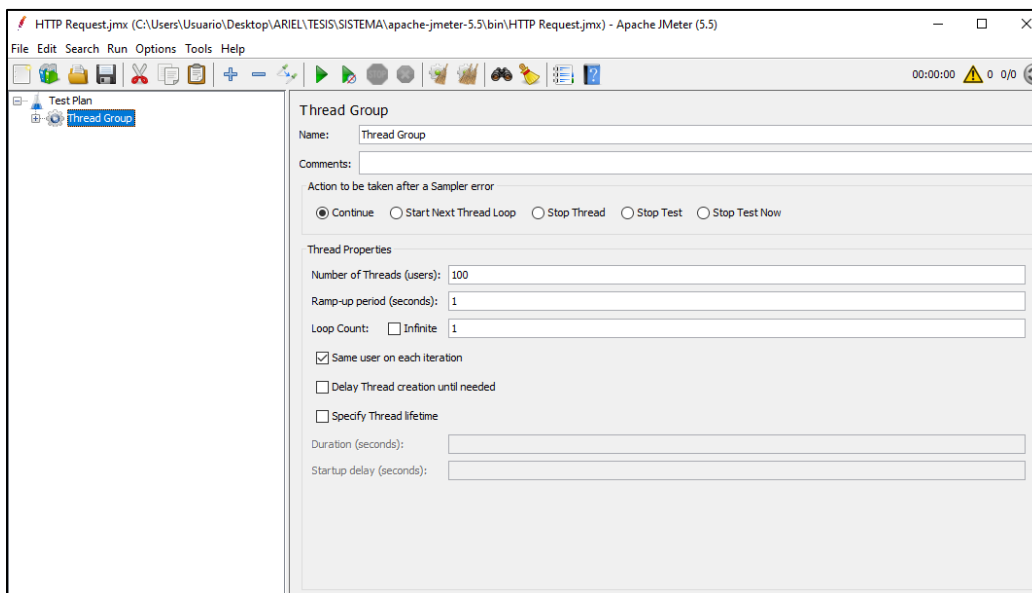 HTTP Request.jmx (C:\Users\Usuario\Desktop\ARIEL\TESIS\SISTEMA\apache-jmeter-5.5\bin\HTTP Request.jmx) - Apache JMeter (5.5)
File Edit Search Run Options Tools Help
00:00:00 0 0/0
Test Plan
Thread Group
Thread Group
Name: Thread Group
Comments:
Action to be taken after a Sampler error
Continue Start Next Thread Loop Stop Thread Stop Test Stop Test Now
Thread Properties
Number of Threads (users): 100
Ramp-up period (seconds): 1
Loop Count: Infinite 1
Same user on each iteration
Delay Thread creation until needed
Specify Thread lifetime
Duration (seconds):
Startup delay (seconds):